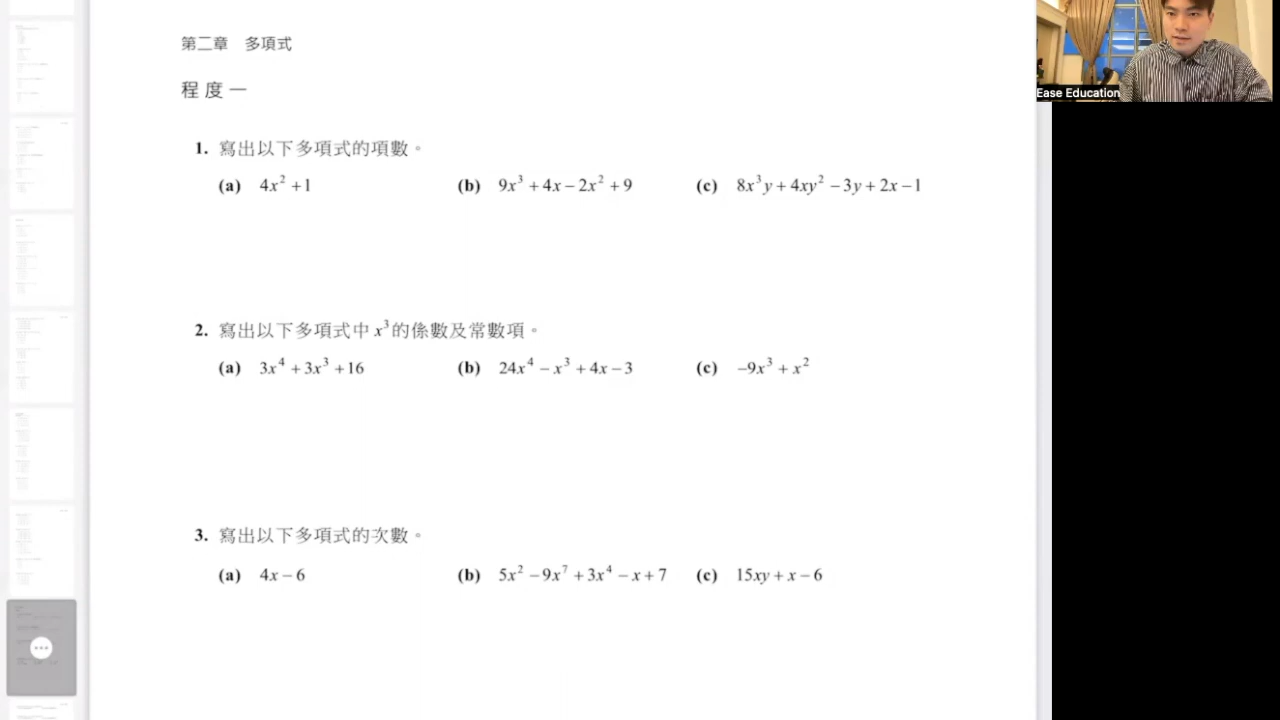 第二章 多項式
Ease Education
程度一
1. 寫出以下多項式的項數。
(a) 4x² + 1 (b) 9x³ + 4x − 2x² + 9 (c) 8x³y + 4xy² − 3y + 2x − 1
2. 寫出以下多項式中 x³ 的係數及常數項。
(a) 3x⁴ + 3x³ + 16 (b) 24x⁴ − x³ + 4x − 3 (c) −9x³ + x²
3. 寫出以下多項式的次數。
(a) 4x − 6 (b) 5x² − 9x⁷ + 3x⁴ − x + 7 (c) 15xy + x − 6